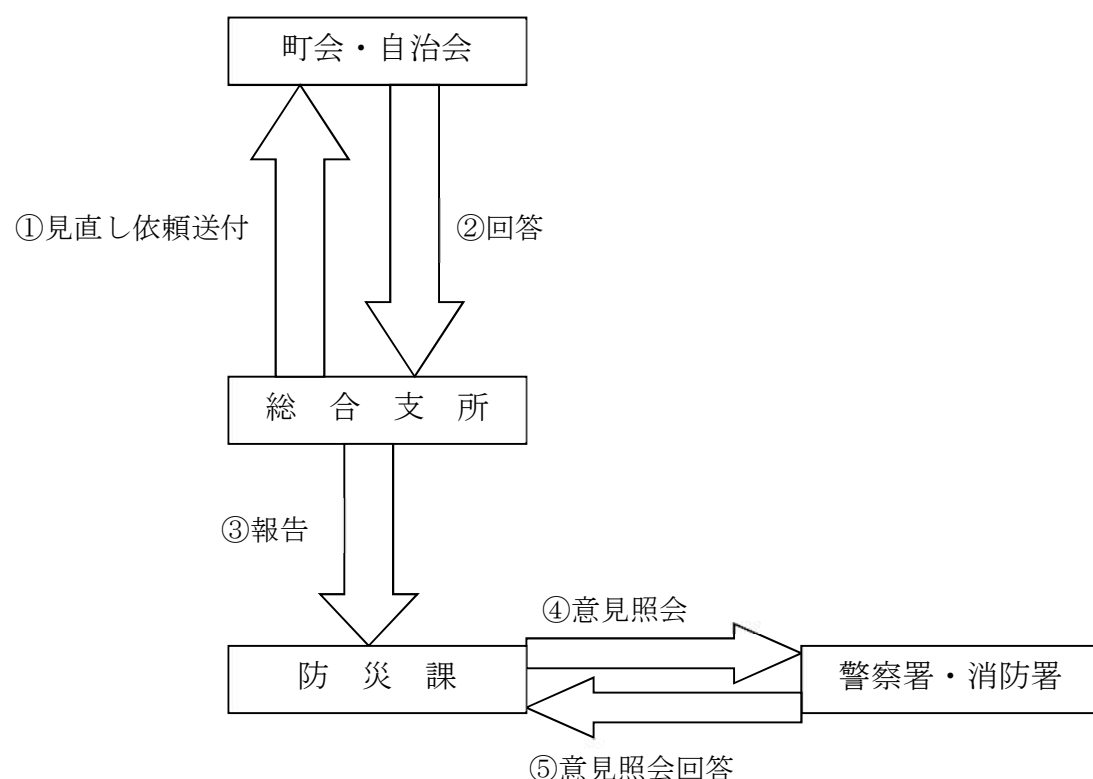 町会・自治会
①見直し依頼送付
②回答
総　合　支　所
③報告
④意見照会
防　災　課
警察署・消防署
⑤意見照会回答